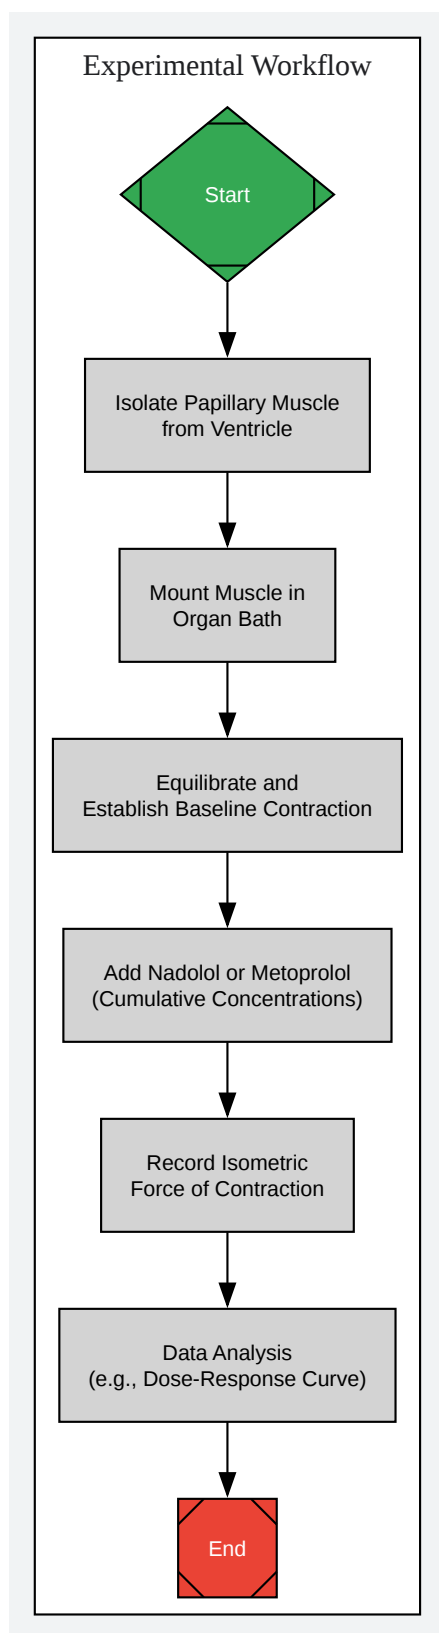 Experimental Workflow
Start
Isolate Papillary Muscle
from Ventricle
Mount Muscle in
Organ Bath
Equilibrate and
Establish Baseline Contraction
Add Nadolol or Metoprolol
(Cumulative Concentrations)
Record Isometric
Force of Contraction
Data Analysis
(e.g., Dose-Response Curve)
End